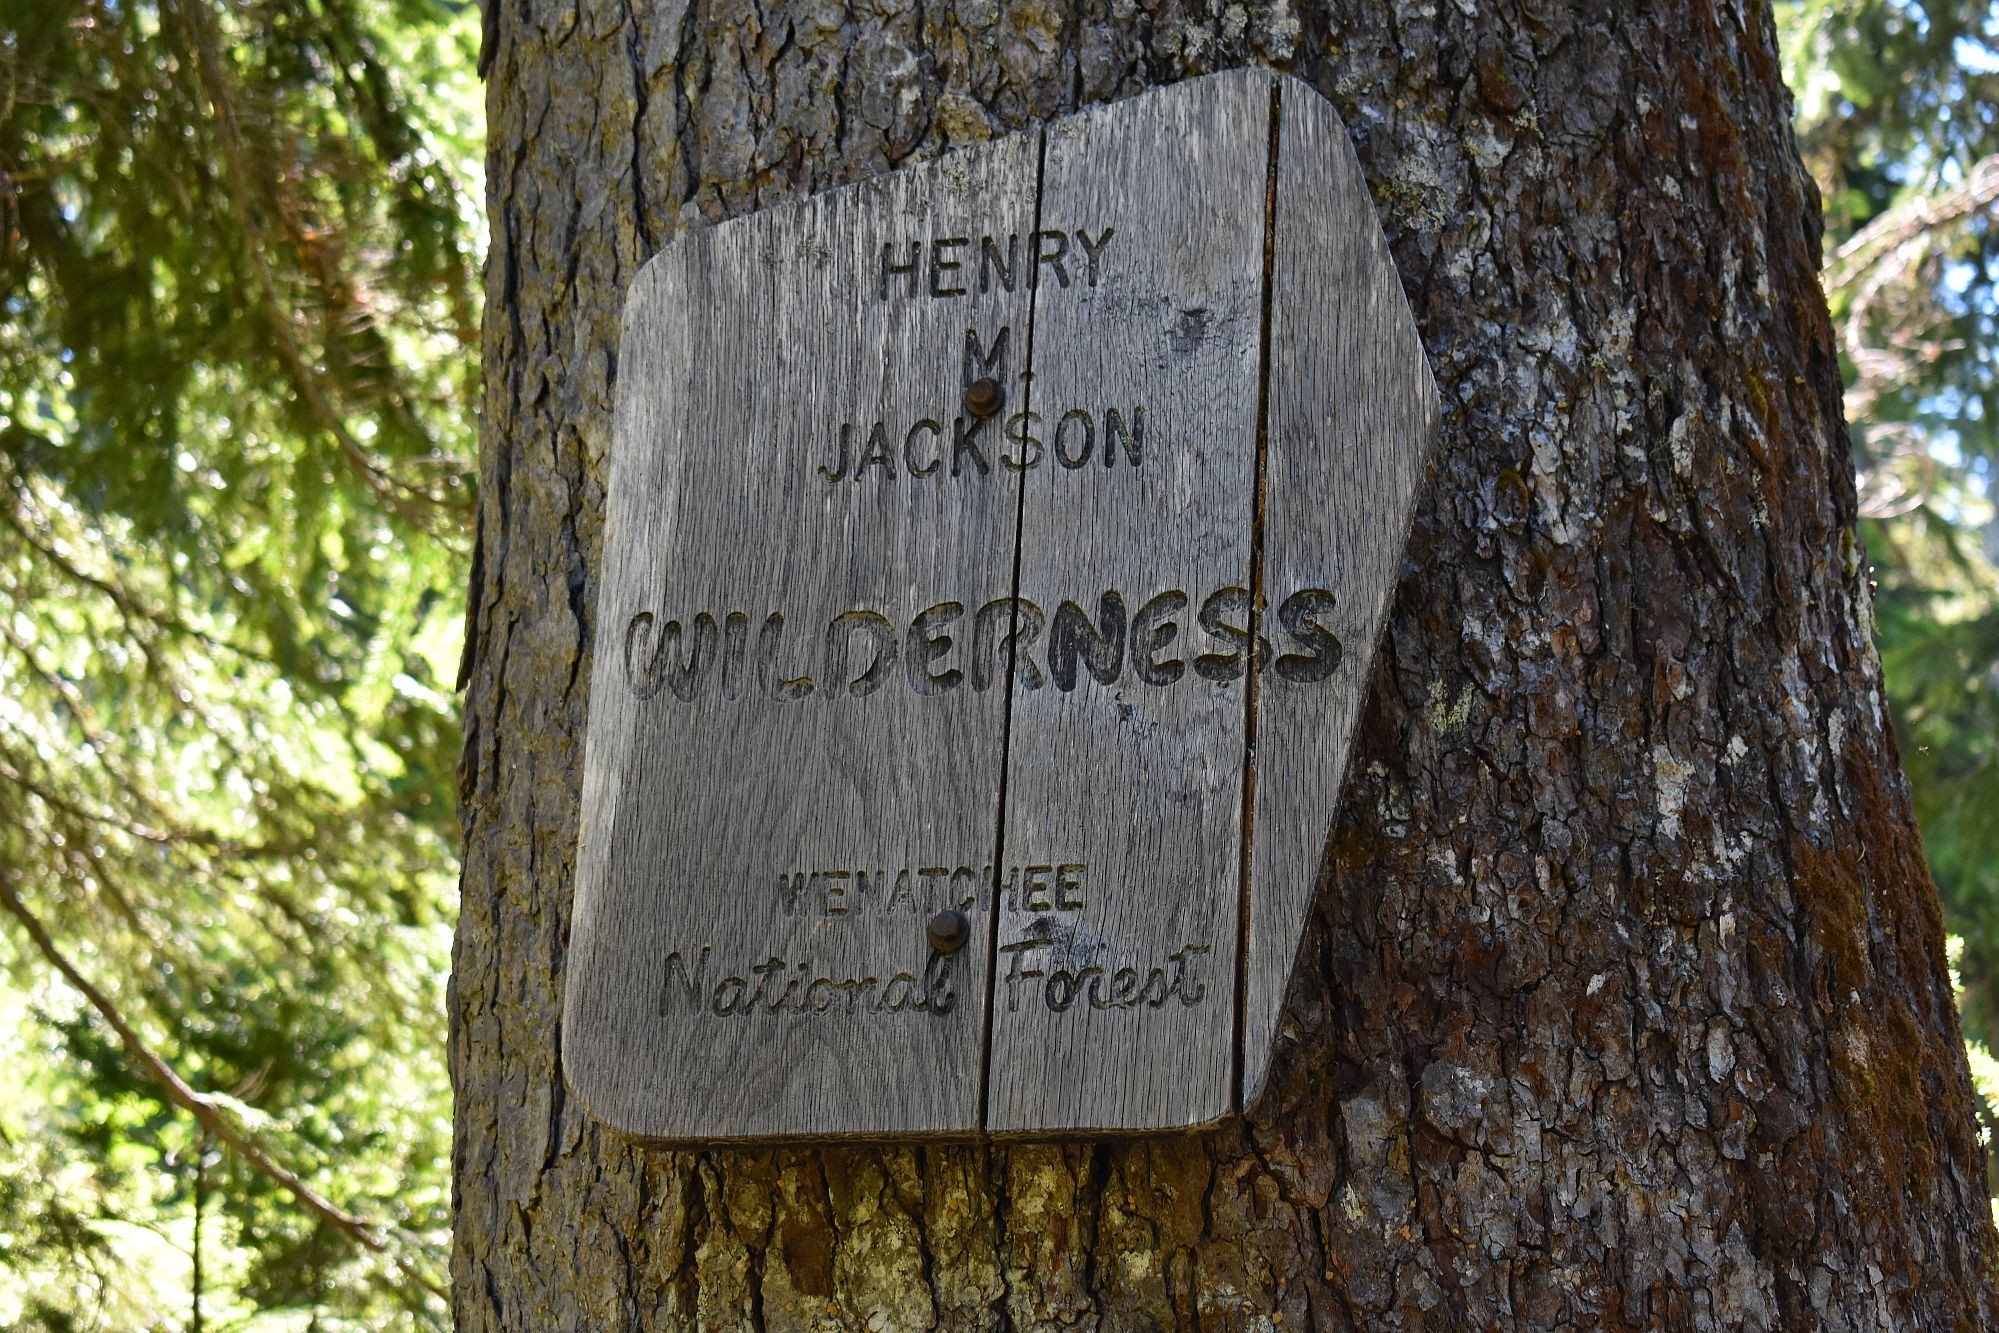 HENRY
M.
JACKSON
WILDERNESS
WENATCHEE
National Forest